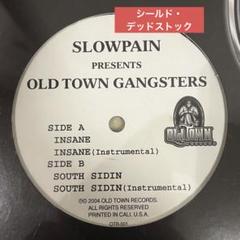 シールド・
デッドストック
SLOWPAIN
PRESENTS
OLD TOWN GANGSTERS
SIDE A
INSANE
INSANE(Instrumental)
SIDE B
SOUTH SIDIN
SOUTH SIDIN(Instrumental)
OLD TOWN
RECORDS
℗© 2004 OLD TOWN RECORDS.
ALL RIGHTS RESERVED
PRINTED IN CALI. U.S.A.
OTR-001